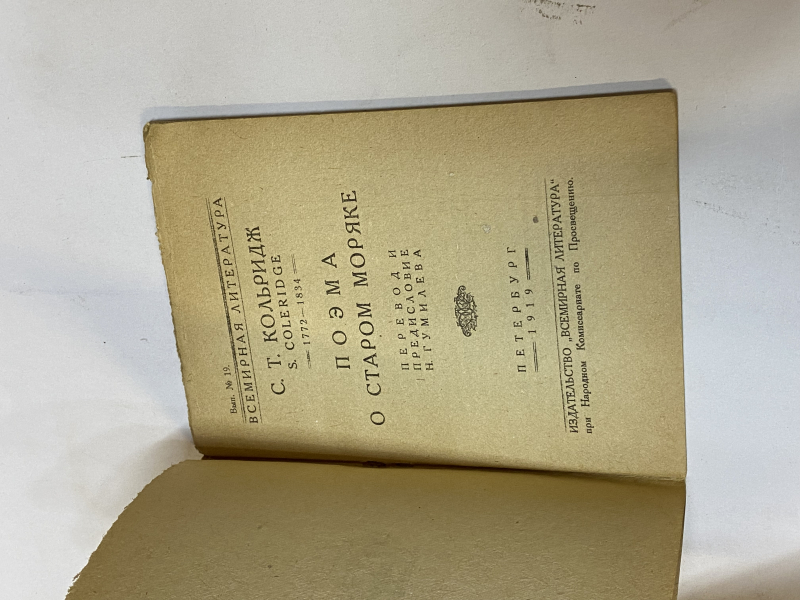 Вып. № 19.
ВСЕМИРНАЯ ЛИТЕРАТУРА
С. Т. КОЛЬРИДЖ
S. COLERIDGE
1772—1834
ПОЭМА
О СТАРОМ МОРЯКЕ
ПЕРЕВОД И
ПРЕДИСЛОВИЕ
Н. ГУМИЛЕВА
ПЕТЕРБУРГ
1919
ИЗДАТЕЛЬСТВО „ВСЕМИРНАЯ ЛИТЕРАТУРА“
при Народном Комиссариате по Просвещению.